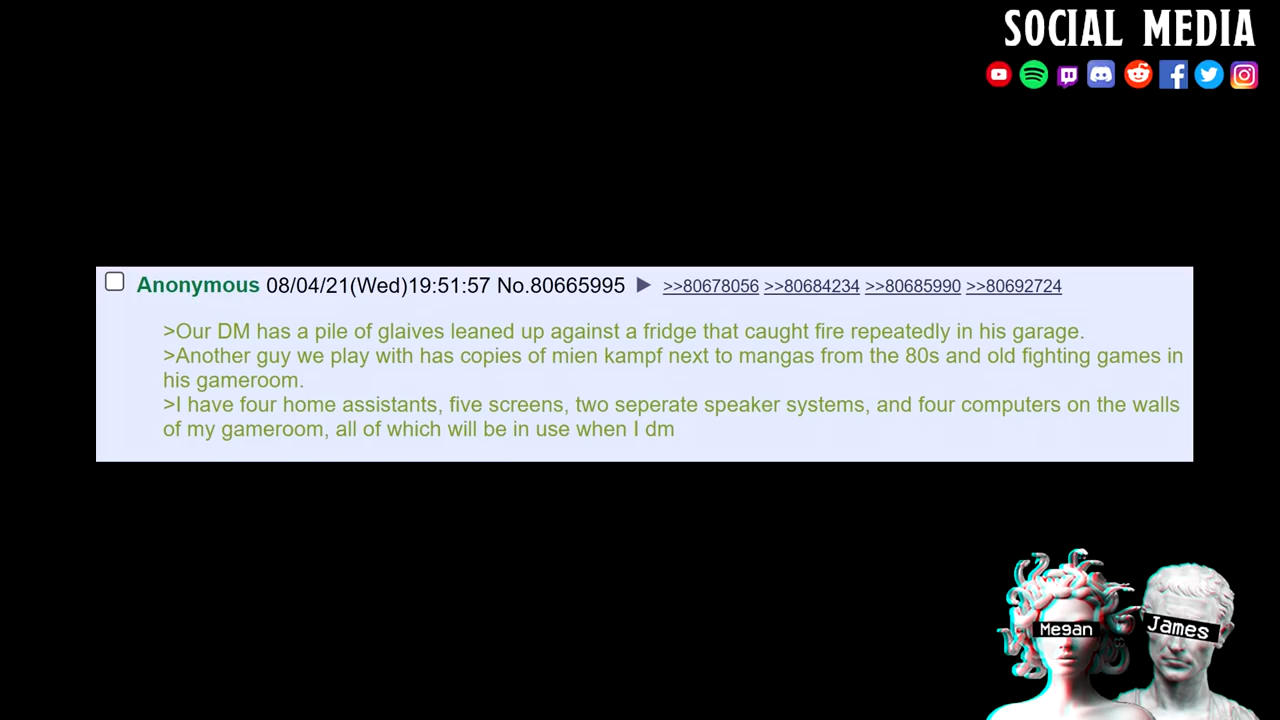 SOCIAL MEDIA
Anonymous 08/04/21(Wed)19:51:57 No.80665995 ▶ >>80678056 >>80684234 >>80685990 >>80692724
>Our DM has a pile of glaives leaned up against a fridge that caught fire repeatedly in his garage.
>Another guy we play with has copies of mien kampf next to mangas from the 80s and old fighting games in
his gameroom.
>I have four home assistants, five screens, two seperate speaker systems, and four computers on the walls
of my gameroom, all of which will be in use when I dm
Megan
James